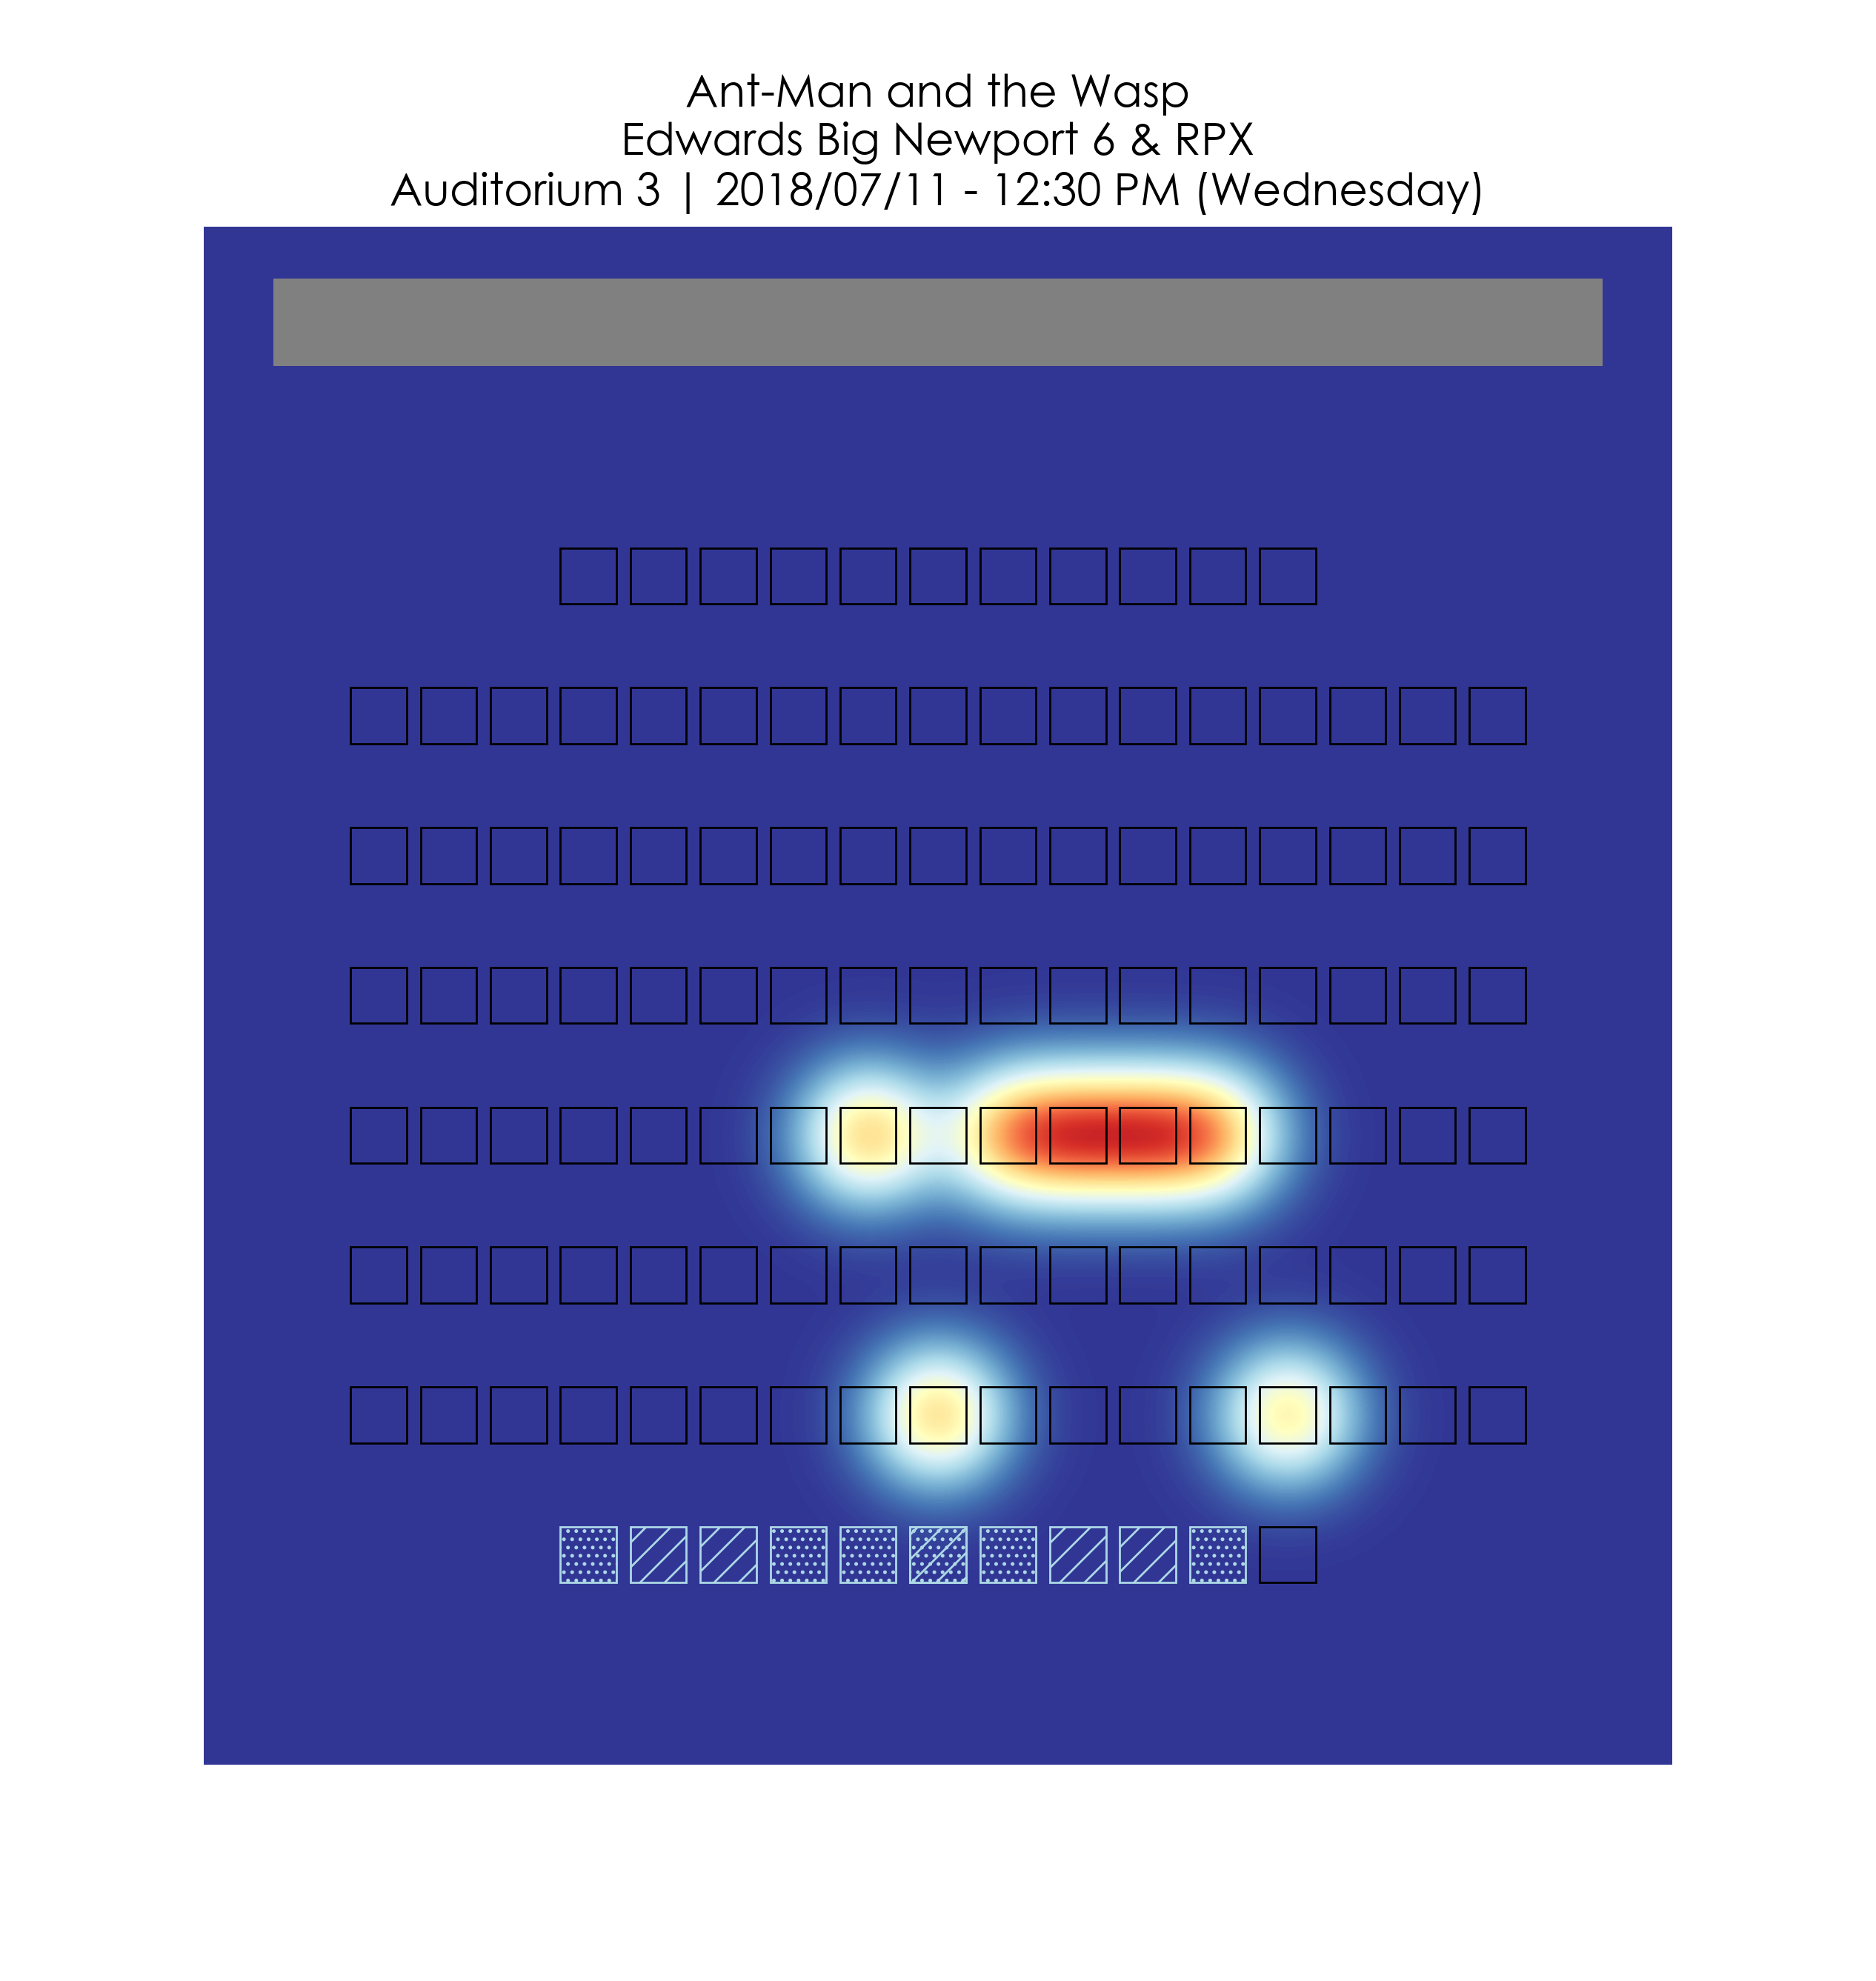 Ant-Man and the Wasp
Edwards Big Newport 6 & RPX
Auditorium 3 | 2018/07/11 - 12:30 PM (Wednesday)